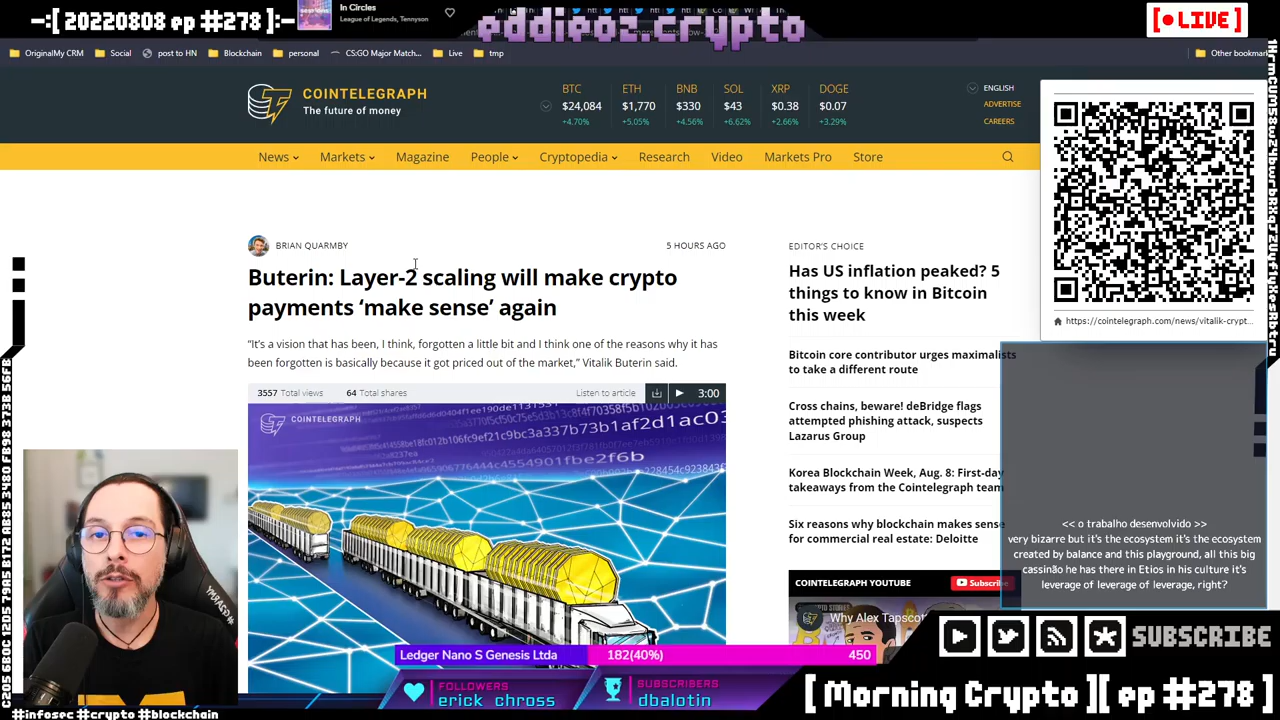 -:[ 20220808 ep #278 ]:-
In Circles
League of Legends, Tennyson
eddieoz.crypto
[ LIVE ]
OriginalMy CRM
Social
post to HN
Blockchain
personal
CS:GO Major Match...
Live
tmp
Other bookmar
COINTELEGRAPH
The future of money
BTC
$24,084
+4.70%
ETH
$1,770
+5.05%
BNB
$330
+4.56%
SOL
$43
+6.62%
XRP
$0.38
+2.66%
DOGE
$0.07
+3.29%
ENGLISH
ADVERTISE
CAREERS
News
Markets
Magazine
People
Cryptopedia
Research
Video
Markets Pro
Store
BRIAN QUARMBY
5 HOURS AGO
Buterin: Layer-2 scaling will make crypto
payments ‘make sense’ again
“It’s a vision that has been, I think, forgotten a little bit and I think one of the reasons why it has
been forgotten is basically because it got priced out of the market,” Vitalik Buterin said.
3557 Total views
64 Total shares
Listen to article
3:00
COINTELEGRAPH
EDITOR’S CHOICE
Has US inflation peaked? 5
things to know in Bitcoin
this week
Bitcoin core contributor urges maximalists
to take a different route
Cross chains, beware! deBridge flags
attempted phishing attack, suspects
Lazarus Group
Korea Blockchain Week, Aug. 8: First-day
takeaways from the Cointelegraph team
Six reasons why blockchain makes sense
for commercial real estate: Deloitte
COINTELEGRAPH YOUTUBE
Subscribe
Why Alex Tapscot
https://cointelegraph.com/news/vitalik-crypt...
<< o trabalho desenvolvido >>
very bizarre but it's the ecosystem it's the ecosystem
created by balance and this playground, all this big
cassinão he has there in Etios in his culture it's
leverage of leverage of leverage, right?
SUBSCRIBE
Ledger Nano S Genesis Ltda
182(40%)
450
FOLLOWERS
erick_chross
SUBSCRIBERS
dbalotin
[ Morning Crypto ][ ep #278 ]
#infosec #crypto #blockchain